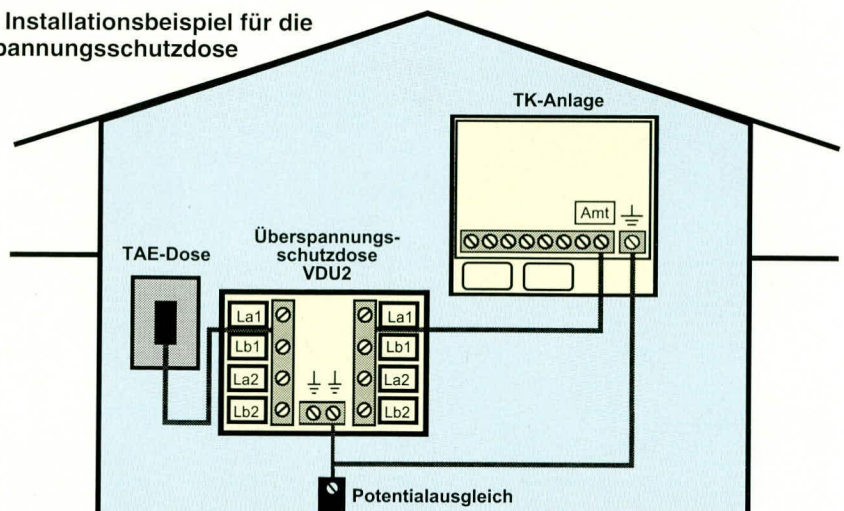 Installationsbeispiel für die
pannungsschutzdose
TK-Anlage
Amt
TAE-Dose
Überspannungs-
schutzdose
VDU2
La1
Lb1
La2
Lb2
La1
Lb1
La2
Lb2
Potentialausgleich